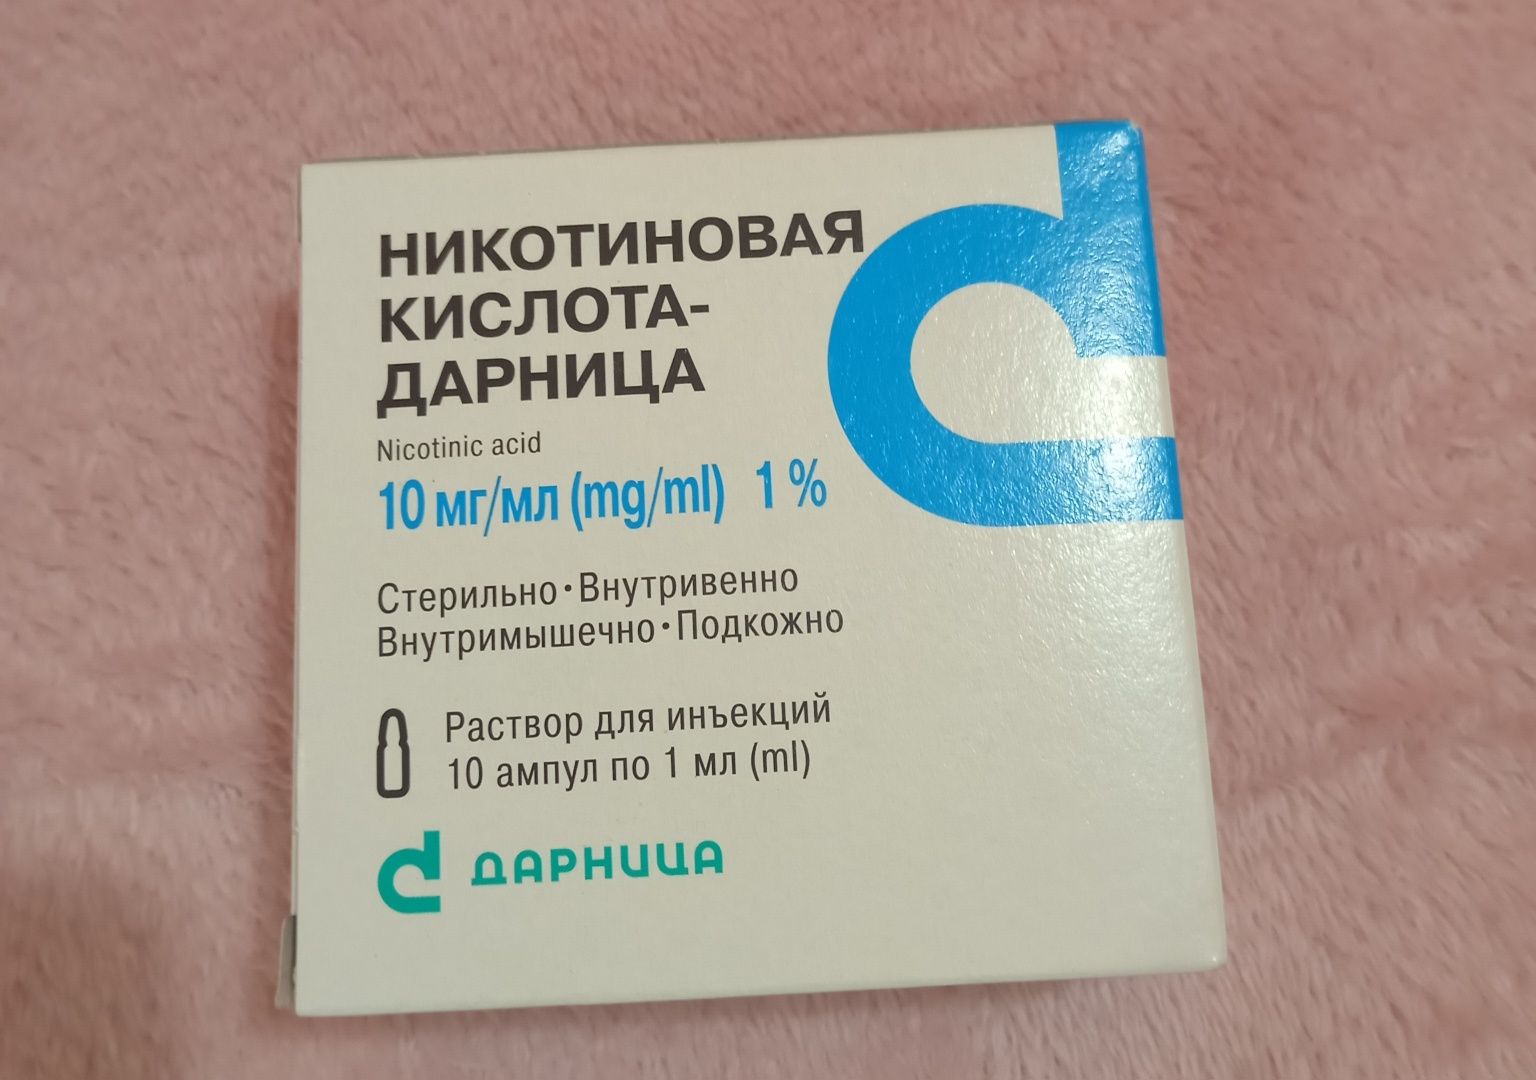 НИКОТИНОВАЯ
КИСЛОТА-
ДАРНИЦА
Nicotinic acid
10 мг/мл (mg/ml) 1 %
Стерильно • Внутривенно
Внутримышечно • Подкожно
Раствор для инъекций
10 ампул по 1 мл (ml)
ДАРНИЦА